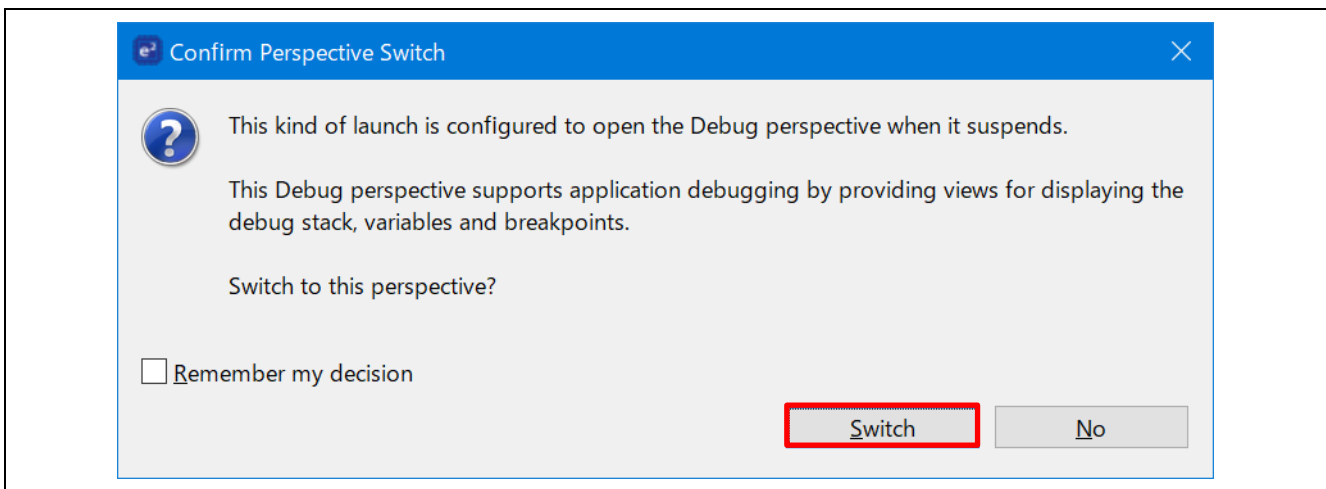 e²
Confirm Perspective Switch
?
This kind of launch is configured to open the Debug perspective when it suspends.
This Debug perspective supports application debugging by providing views for displaying the
debug stack, variables and breakpoints.
Switch to this perspective?
Remember my decision
Switch
No